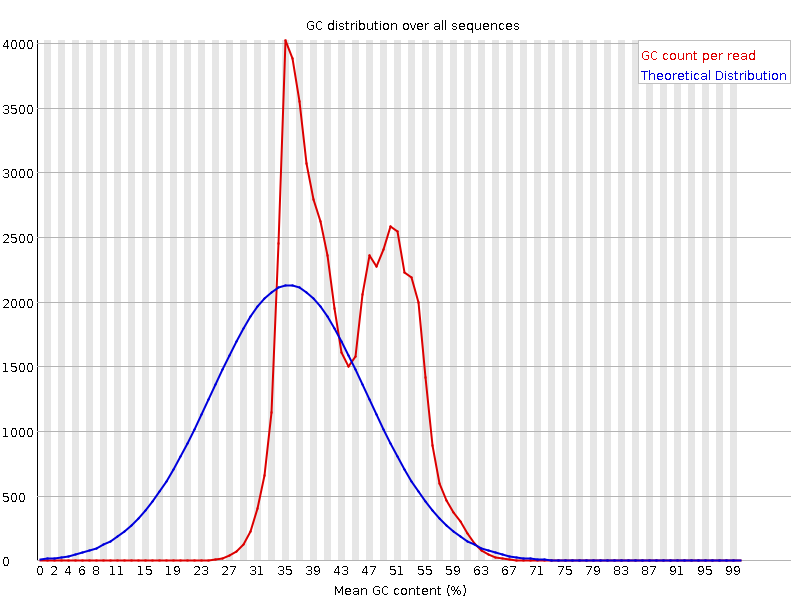 GC distribution over all sequences
GC count per read
Theoretical Distribution
4000
3500
3000
2500
2000
1500
1000
500
0
0 2 4 6 8 11 15 19 23 27 31 35 39 43 47 51 55 59 63 67 71 75 79 83 87 91 95 99
Mean GC content (%)